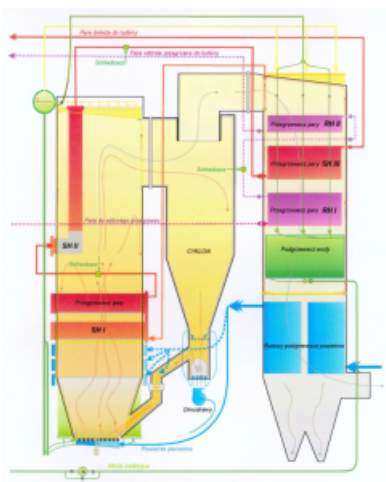 Para świeża do turbiny
Para wtórnie przegrzana do turbiny
Schładzacz
Przegrzewacz pary RH II
Przegrzewacz pary SH III
Schładzacz
Przegrzewacz pary RH I
Para do wtórnego przegrzania
SH II
CYKLON
Podgrzewacz wody
Schładzacz
Przegrzewacz pary
SH I
Rurowy podgrzewacz powietrza
Dmuchawy
Powietrze pierwotne
Woda zasilająca